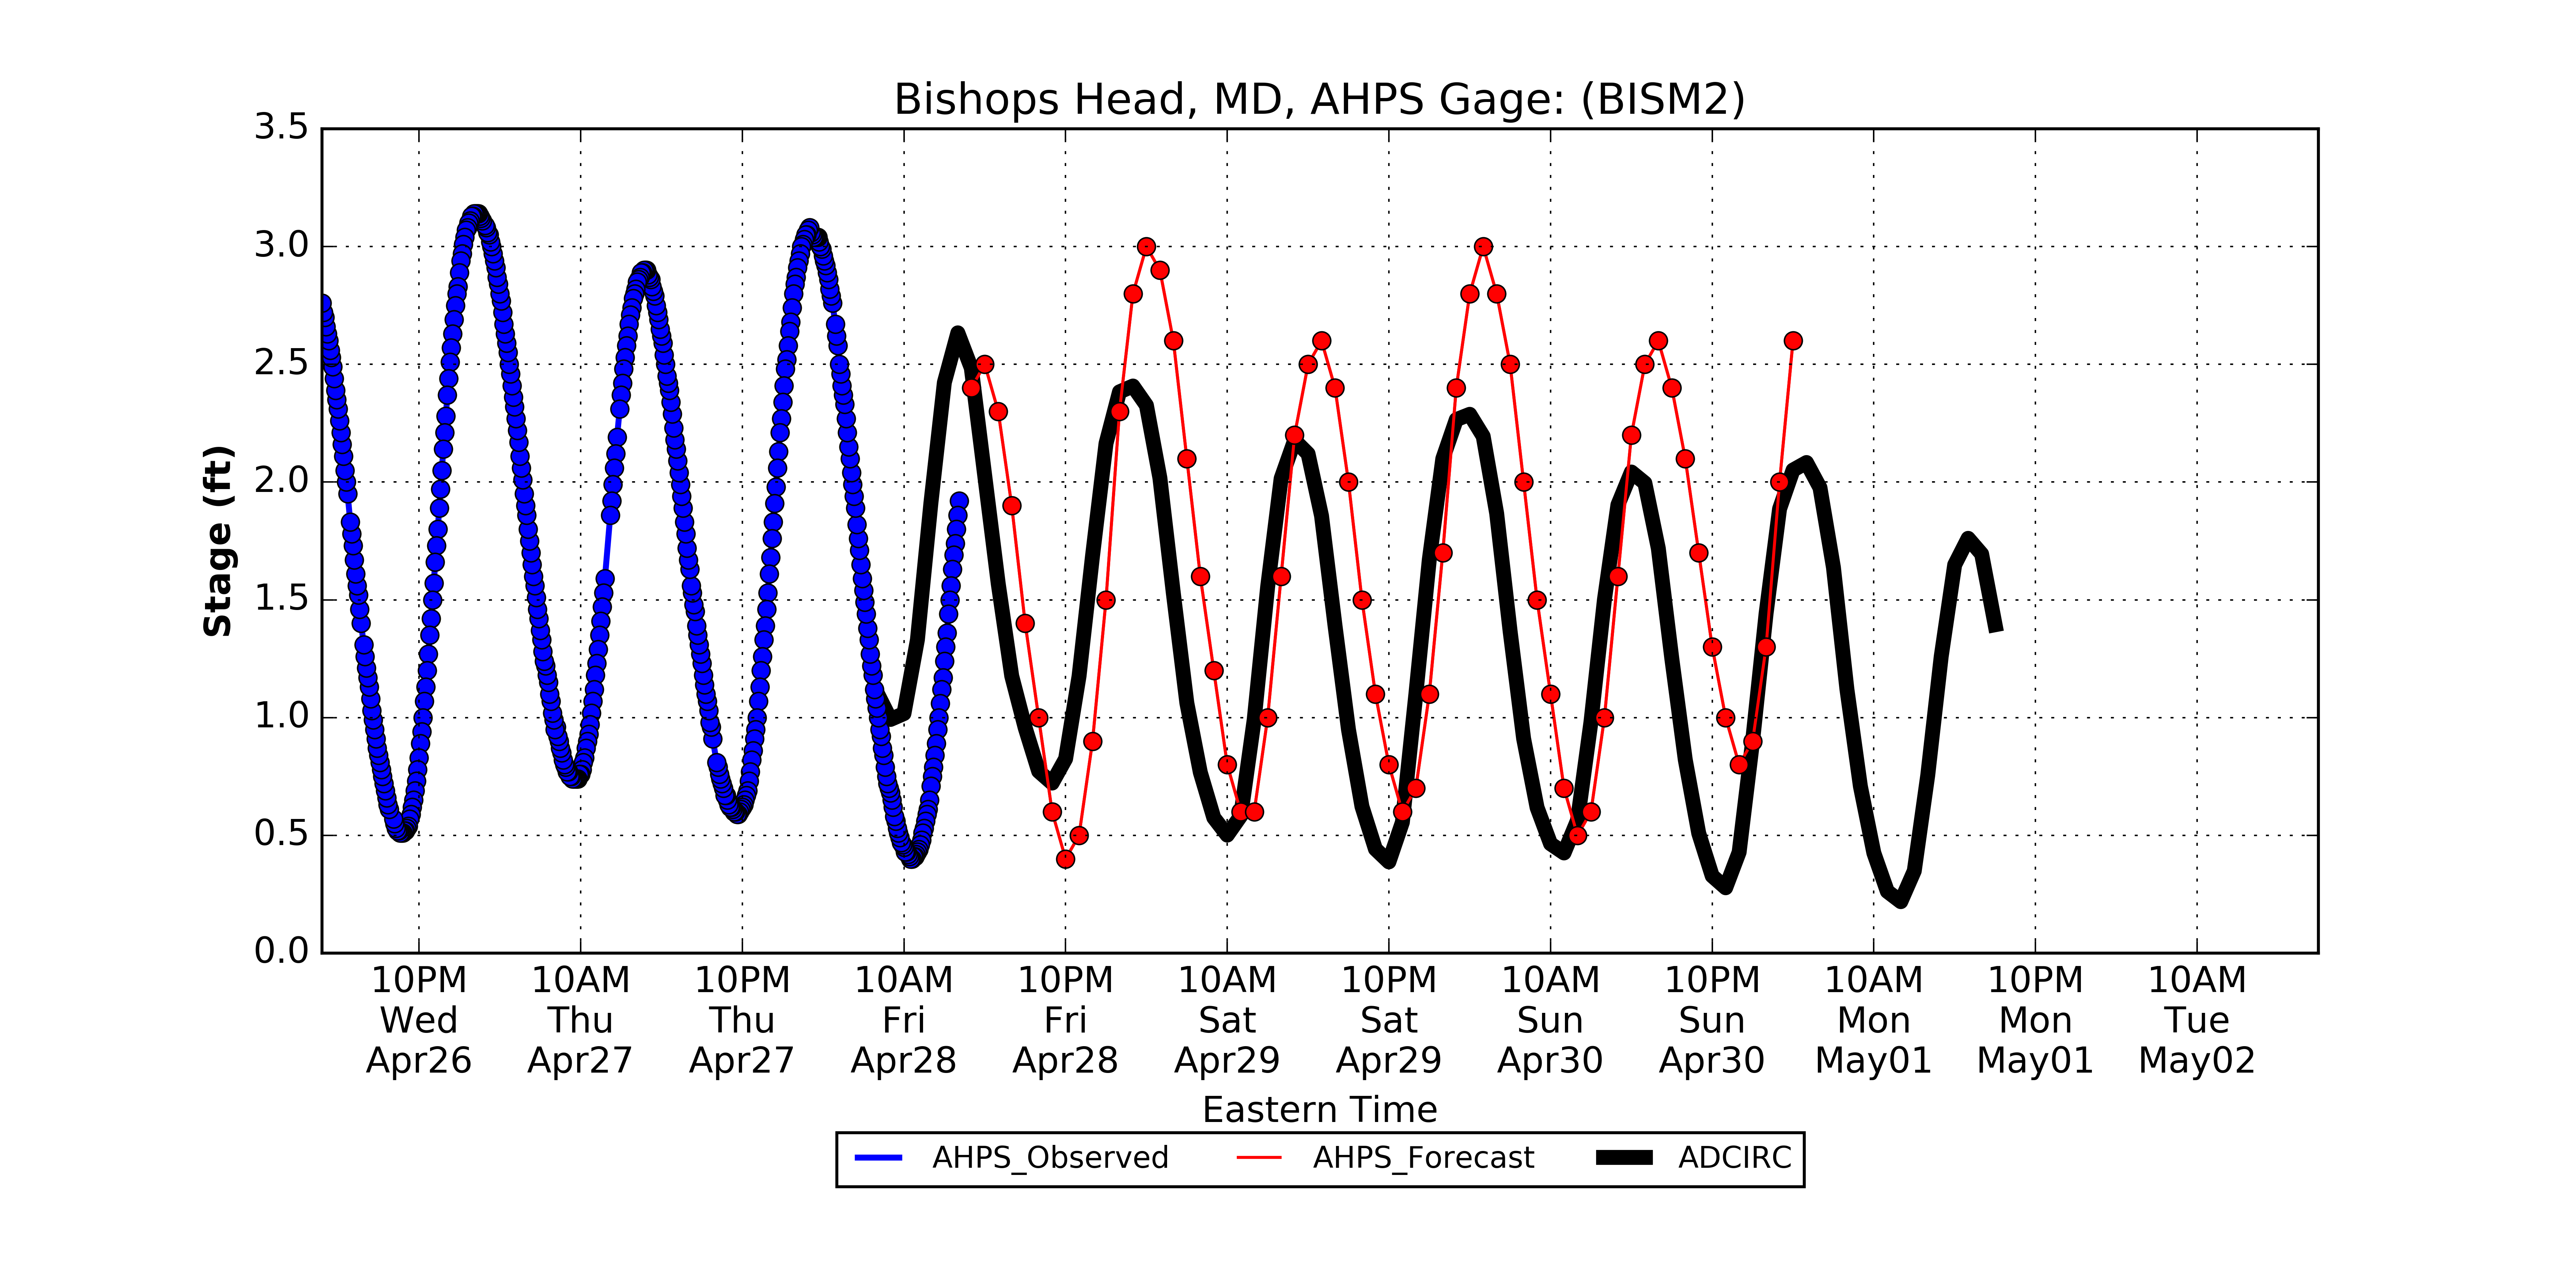 Bishops Head, MD, AHPS Gage: (BISM2)
3.5
3.0
2.5
2.0
1.5
1.0
0.5
0.0
Stage (ft)
10PM 10AM 10PM 10AM 10PM 10AM 10PM 10AM 10PM 10AM 10PM 10AM
Wed Thu Thu Fri Fri Sat Sat Sun Sun Mon Mon Tue
Apr26 Apr27 Apr27 Apr28 Apr28 Apr29 Apr29 Apr30 Apr30 May01 May01 May02
Eastern Time
AHPS_Observed AHPS_Forecast ADCIRC